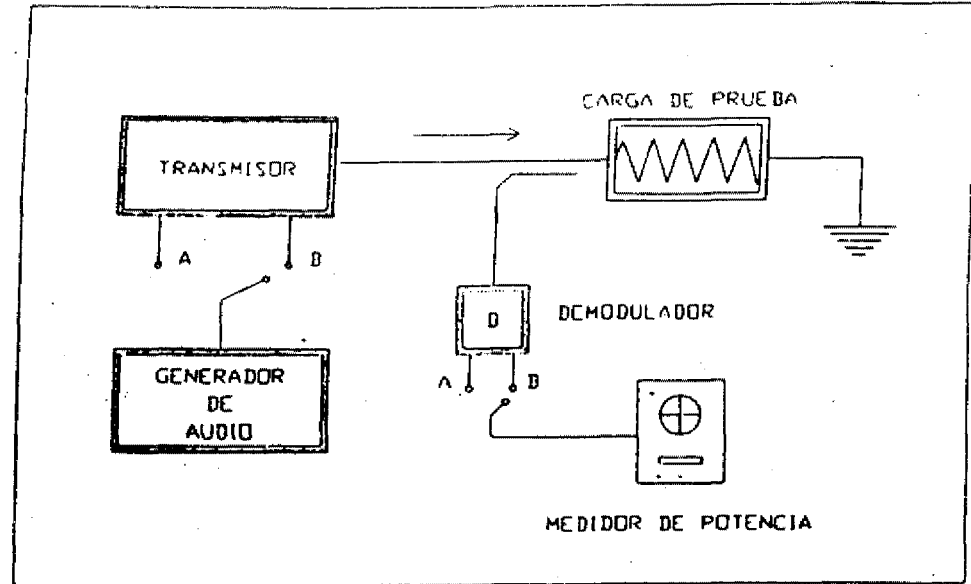 CARGA DE PRUEBA
TRANSMISOR
A
B
GENERADOR
DE
AUDIO
D
DEMODULADOR
A
B
MEDIDOR DE POTENCIA